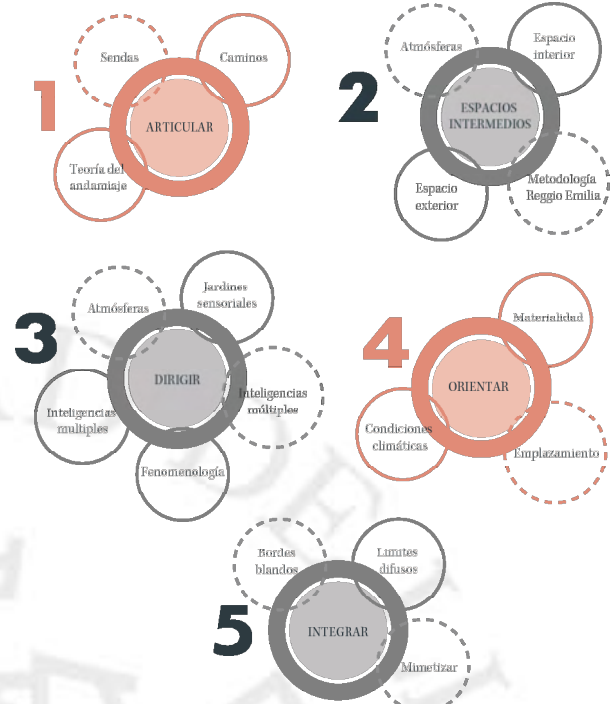 1
Sendas
Caminos
ARTICULAR
Teoría del
andamiaje
2
Atmósferas
Espacio
interior
ESPACIOS
INTERMEDIOS
Espacio
exterior
Metodología
Reggio Emilia
3
Atmósferas
Jardines
sensoriales
DIRIGIR
Inteligencias
multiples
Inteligencias
múltiples
Fenomenología
4
Materialidad
ORIENTAR
Condiciones
climáticas
Emplazamiento
5
Bordes
blandos
Limites
difusos
INTEGRAR
Mimetizar